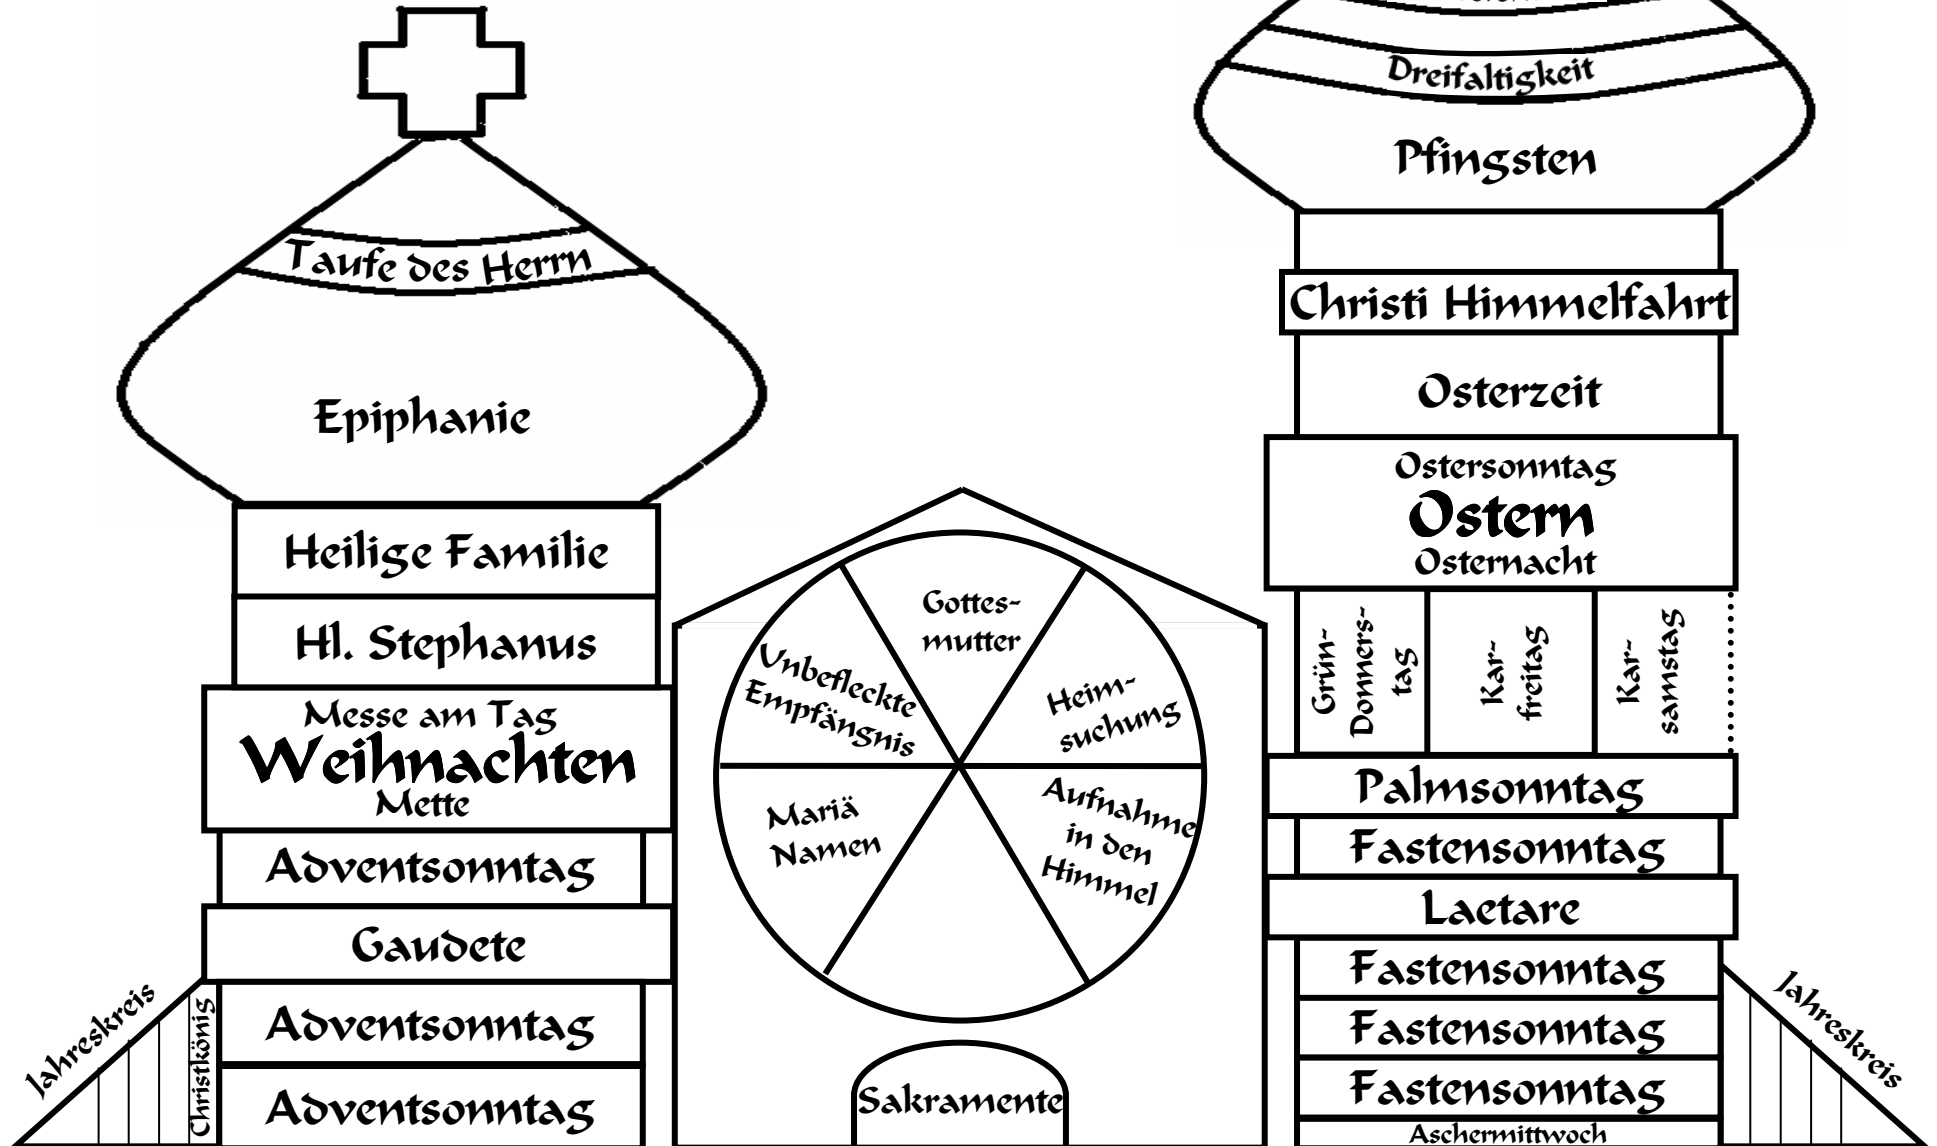 Taufe des Herrn
Epiphanie
Heilige Familie
Hl. Stephanus
Messe am Tag
Weihnachten
Mette
Adventsonntag
Gaudete
Adventsonntag
Adventsonntag
Jahreskreis
Christkönig
Gottes-
mutter
Unbefleckte
Empfängnis
Heim-
suchung
Mariä
Namen
Aufnahme
in den
Himmel
Sakramente
Dreifaltigkeit
Pfingsten
Christi Himmelfahrt
Osterzeit
Ostersonntag
Ostern
Osternacht
Grün-
Donners-
tag
Kar-
freitag
Kar-
samstag
Palmsonntag
Fastensonntag
Laetare
Fastensonntag
Fastensonntag
Fastensonntag
Aschermittwoch
Jahreskreis